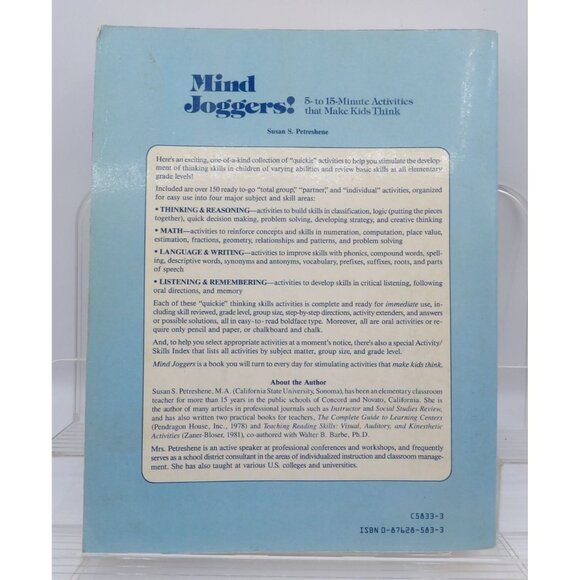 Mind
Joggers!
5- to 15-Minute Activities
that Make Kids Think
Susan S. Petreshene
Here's an exciting, one-of-a-kind collection of "quickie" activities to help you stimulate the develop-
ment of thinking skills in children of varying abilities and review basic skills at all elementary
grade levels!
Included are over 150 ready-to-go "total group," "partner," and "individual" activities, organized
for easy use into four major subject and skill areas:
• THINKING & REASONING—activities to build skills in classification, logic (putting the pieces
together), quick decision making, problem solving, developing strategy, and creative thinking
• MATH—activities to reinforce concepts and skills in numeration, computation, place value,
estimation, fractions, geometry, relationships and patterns, and problem solving
• LANGUAGE & WRITING—activities to improve skills with phonics, compound words, spell-
ing, descriptive words, synonyms and antonyms, vocabulary, prefixes, suffixes, roots, and parts
of speech
• LISTENING & REMEMBERING—activities to develop skills in critical listening, following
oral directions, and memory
Each of these "quickie" thinking skills activities is complete and ready for immediate use, in-
cluding skill reviewed, grade level, group size, step-by-step directions, activity extenders, and answers
or possible solutions, all in easy-to-read boldface type. Moreover, all are oral activities or re-
quire only pencil and paper, or chalkboard and chalk.
And, to help you select appropriate activities at a moment's notice, there's also a special Activity/
Skills Index that lists all activities by subject matter, group size, and grade level.
Mind Joggers is a book you will turn to every day for stimulating activities that make kids think.
About the Author
Susan S. Petreshene, M.A. (California State University, Sonoma), has been an elementary classroom
teacher for more than 15 years in the public schools of Concord and Novato, California. She is
the author of many articles in professional journals such as Instructor and Social Studies Review,
and has also written two practical books for teachers, The Complete Guide to Learning Centers
(Pendragon House, Inc., 1978) and Teaching Reading Skills: Visual, Auditory, and Kinesthetic
Activities (Zaner-Bloser, 1981), co-authored with Walter B. Barbe, Ph.D.
Mrs. Petreshene is an active speaker at professional conferences and workshops, and frequently
serves as a school district consultant in the areas of individualized instruction and classroom manage-
ment. She has also taught at various U.S. colleges and universities.
C5833-3
ISBN 0-87628-583-3